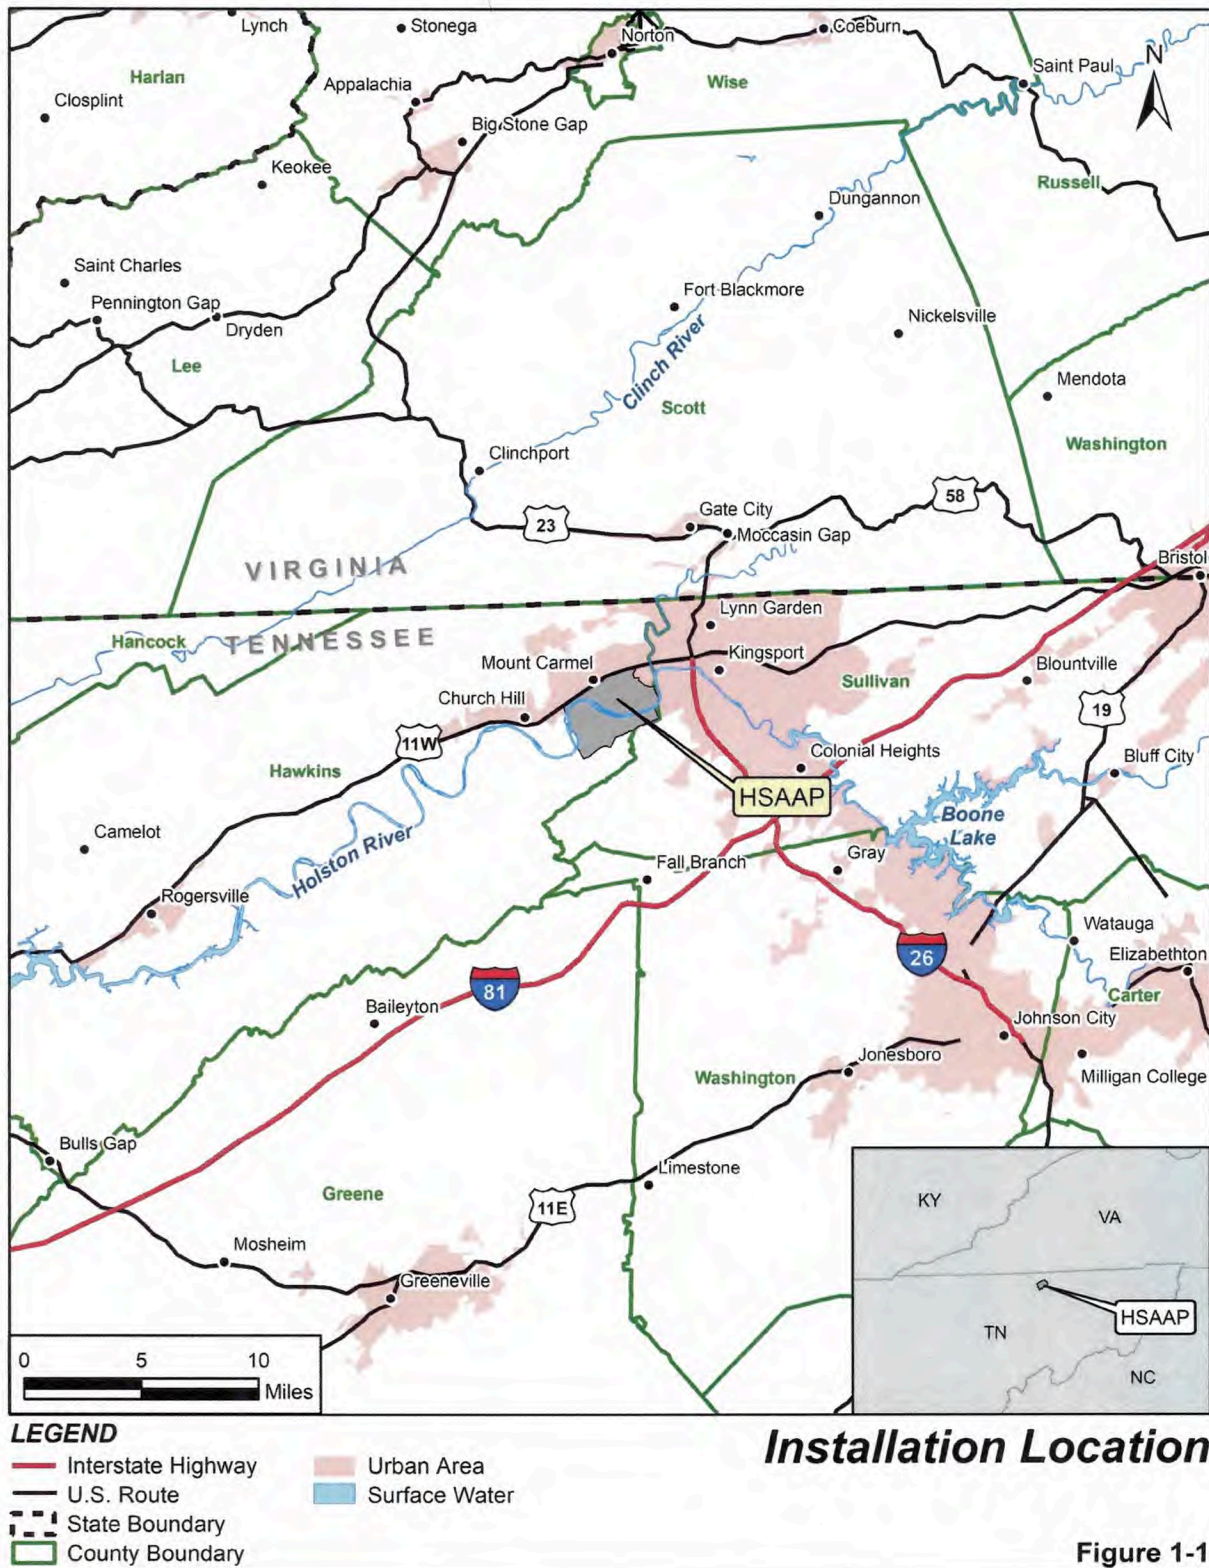 Lynch
Stonega
Norton
Coeburn
Harlan
Wise
Saint Paul
N
Appalachia
Closplint
Big Stone Gap
Keokee
Russell
Dungannon
Saint Charles
Fort Blackmore
Pennington Gap
Nickelsville
Dryden
Clinch River
Lee
Mendota
Scott
Washington
Clinchport
58
Gate City
23
Moccasin Gap
VIRGINIA
Bristol
Lynn Garden
Hancock
TENNESSEE
Kingsport
Mount Carmel
Blountville
Sullivan
Church Hill
19
11W
Colonial Heights
Bluff City
Hawkins
HSAAP
Boone
Lake
Camelot
Holston River
Gray
Fall Branch
Rogersville
Watauga
26
Elizabethton
81
Carter
Baileyton
Johnson City
Jonesboro
Washington
Milligan College
Bulls Gap
Limestone
Greene
11E
KY
VA
Mosheim
Greeneville
HSAAP
TN
NC
0 5 10
Miles
LEGEND
Interstate Highway
U.S. Route
State Boundary
County Boundary
Urban Area
Surface Water
Installation Location
Figure 1-1